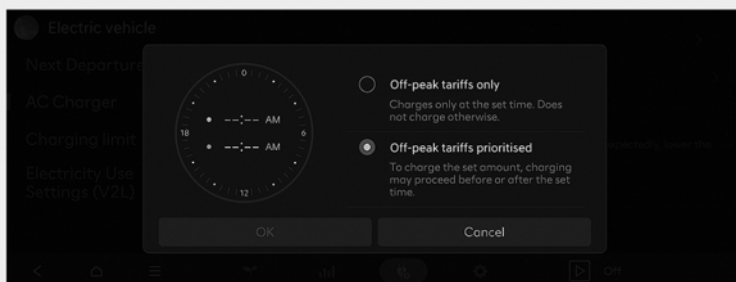 Electric vehicle
Next Departure
AC Charger
Charging limit
Electricity Use
Settings (V2L)
0
6
12
18
--:-- AM
--:-- AM
Off-peak tariffs only
Charges only at the set time. Does
not charge otherwise.
Off-peak tariffs prioritised
To charge the set amount, charging
may proceed before or after the set
time.
OK
Cancel
Off